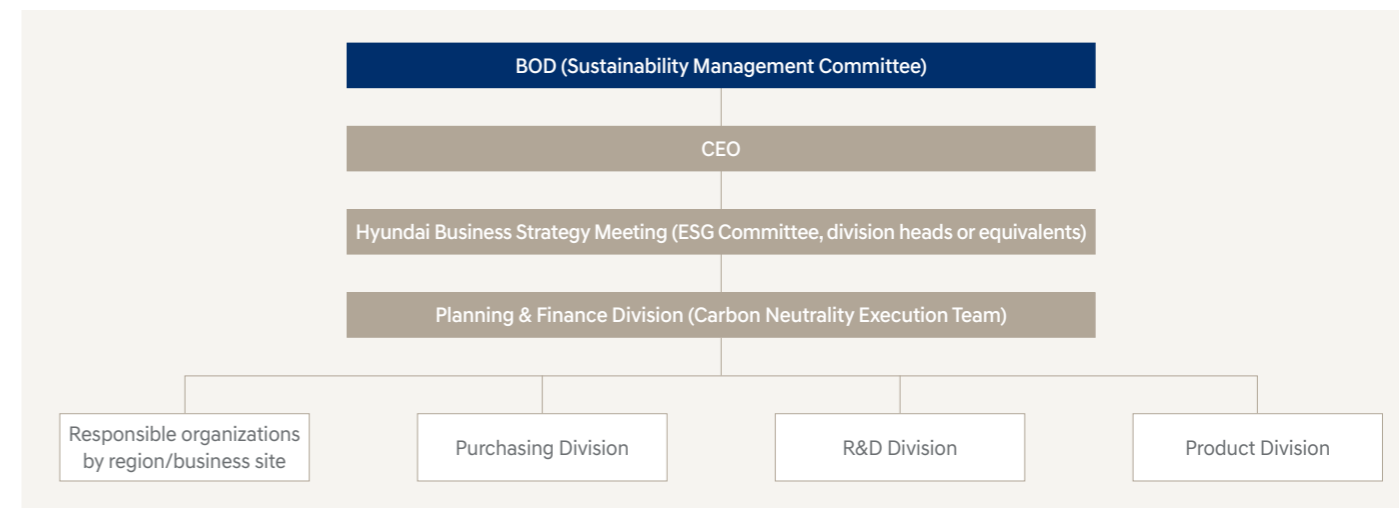 BOD (Sustainability Management Committee)
CEO
Hyundai Business Strategy Meeting (ESG Committee, division heads or equivalents)
Planning & Finance Division (Carbon Neutrality Execution Team)
Responsible organizations
by region/business site
Purchasing Division
R&D Division
Product Division